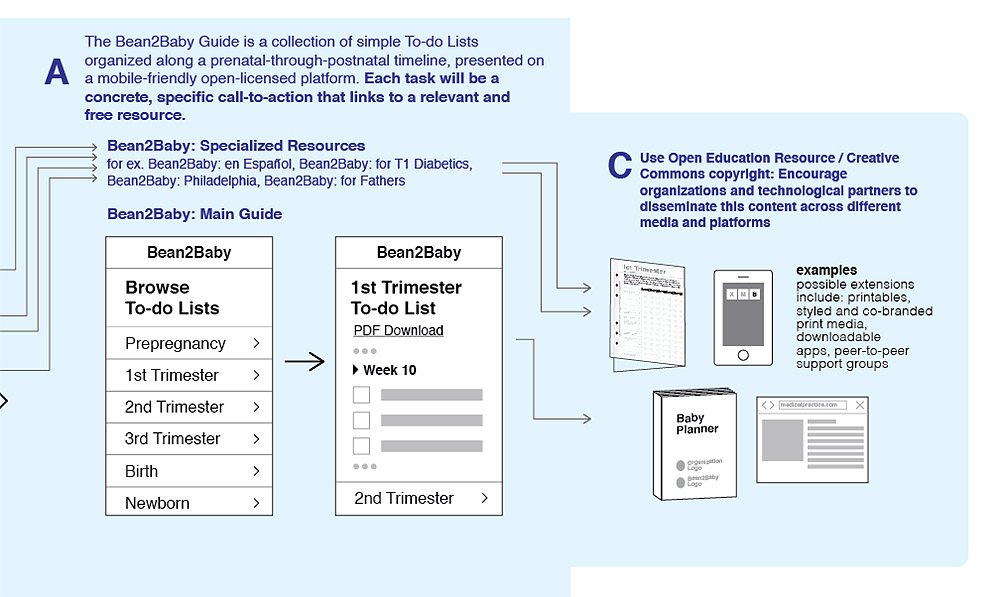 A
The Bean2Baby Guide is a collection of simple To-do Lists
organized along a prenatal-through-postnatal timeline, presented on
a mobile-friendly open-licensed platform. Each task will be a
concrete, specific call-to-action that links to a relevant and
free resource.
Bean2Baby: Specialized Resources
for ex. Bean2Baby: en Español, Bean2Baby: for T1 Diabetics,
Bean2Baby: Philadelphia, Bean2Baby: for Fathers
Bean2Baby: Main Guide
Bean2Baby
Browse
To-do Lists
Prepregnancy
1st Trimester
2nd Trimester
3rd Trimester
Birth
Newborn
Bean2Baby
1st Trimester
To-do List
PDF Download
Week 10
2nd Trimester
C
Use Open Education Resource / Creative
Commons copyright: Encourage
organizations and technological partners to
disseminate this content across different
media and platforms
1st Trimester
X M B
examples
possible extensions
include: printables,
styled and co-branded
print media,
downloadable
apps, peer-to-peer
support groups
Baby
Planner
Organization
Logo
Bean2Baby
Logo
medicalpractice.com